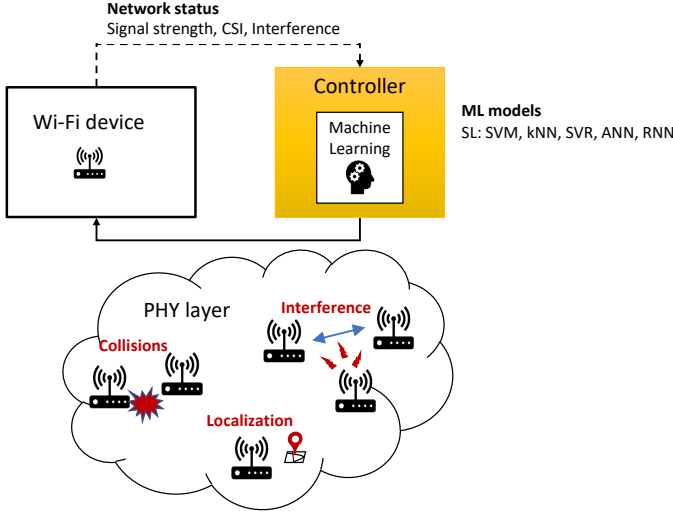 Network status
Signal strength, CSI, Interference
Controller
Wi-Fi device
Machine
Learning
ML models
SL: SVM, kNN, SVR, ANN, RNN
PHY layer
Interference
Collisions
Localization